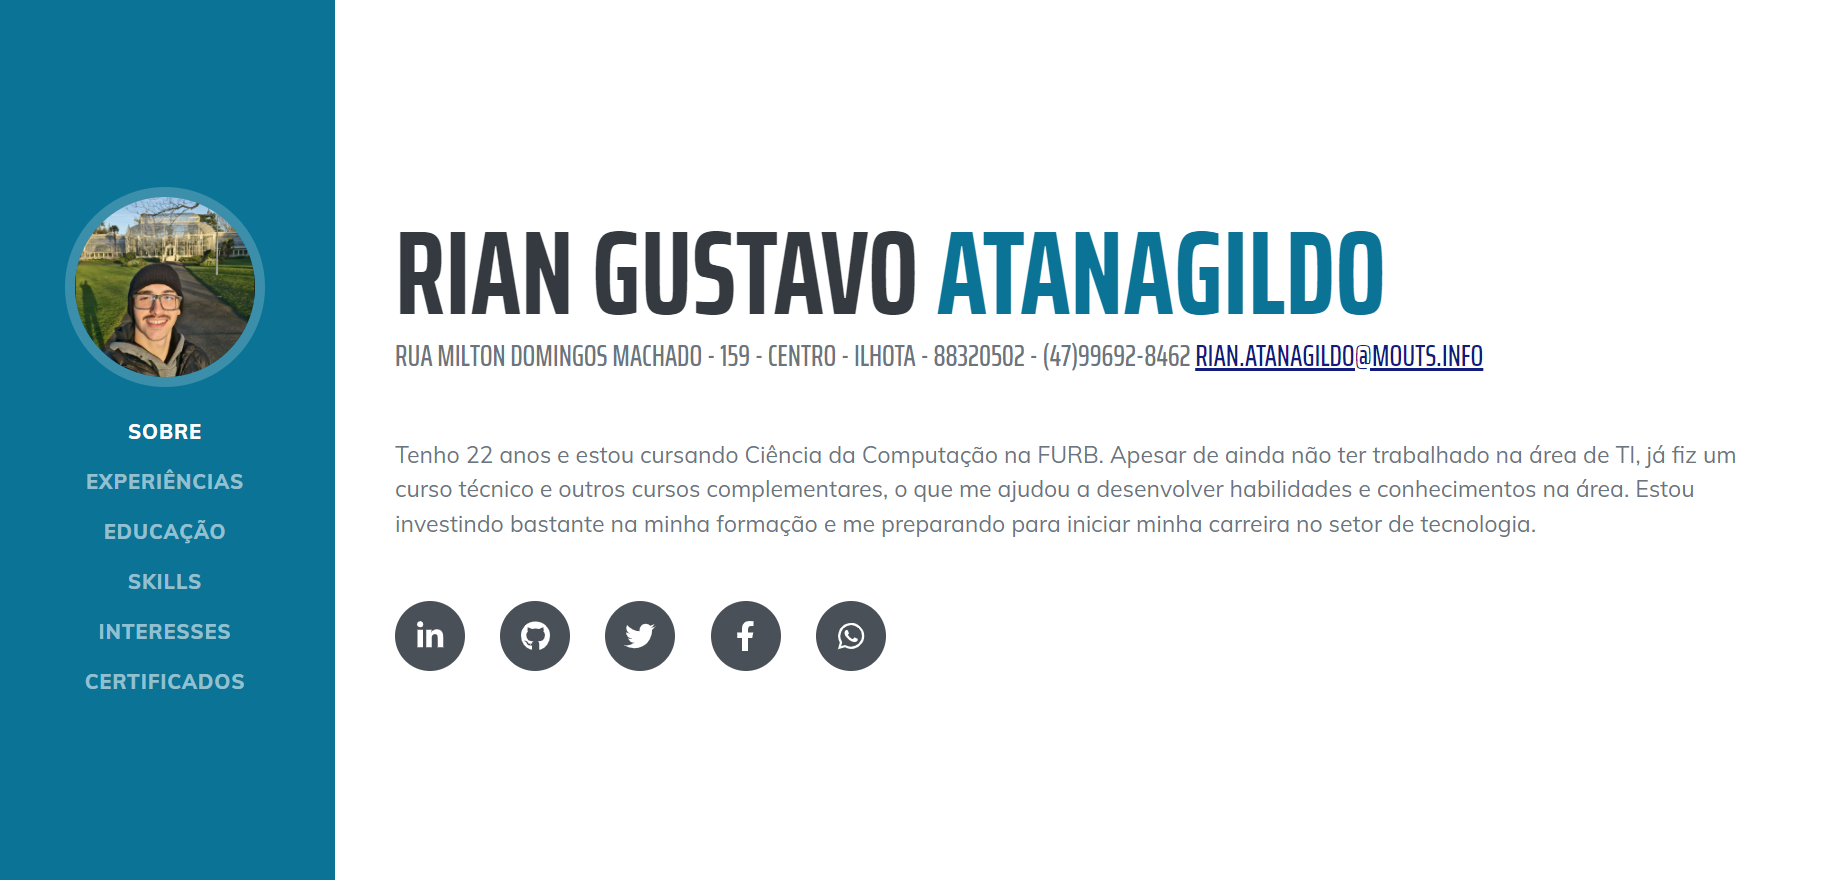 SOBRE
EXPERIÊNCIAS
EDUCAÇÃO
SKILLS
INTERESSES
CERTIFICADOS
RIAN GUSTAVO ATANAGILDO
RUA MILTON DOMINGOS MACHADO - 159 - CENTRO - ILHOTA - 88320502 - (47)99692-8462 RIAN.ATANAGILDO@MOUTS.INFO
Tenho 22 anos e estou cursando Ciência da Computação na FURB. Apesar de ainda não ter trabalhado na área de TI, já fiz um
curso técnico e outros cursos complementares, o que me ajudou a desenvolver habilidades e conhecimentos na área. Estou
investindo bastante na minha formação e me preparando para iniciar minha carreira no setor de tecnologia.